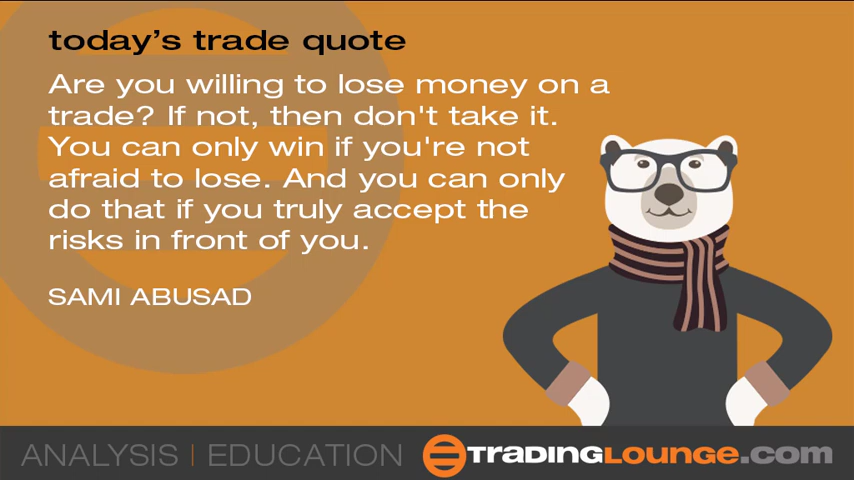 today's trade quote
Are you willing to lose money on a
trade? If not, then don't take it.
You can only win if you're not
afraid to lose. And you can only
do that if you truly accept the
risks in front of you.
SAMI ABUSAD
ANALYSIS | EDUCATION TRADINGLOUNGE.com